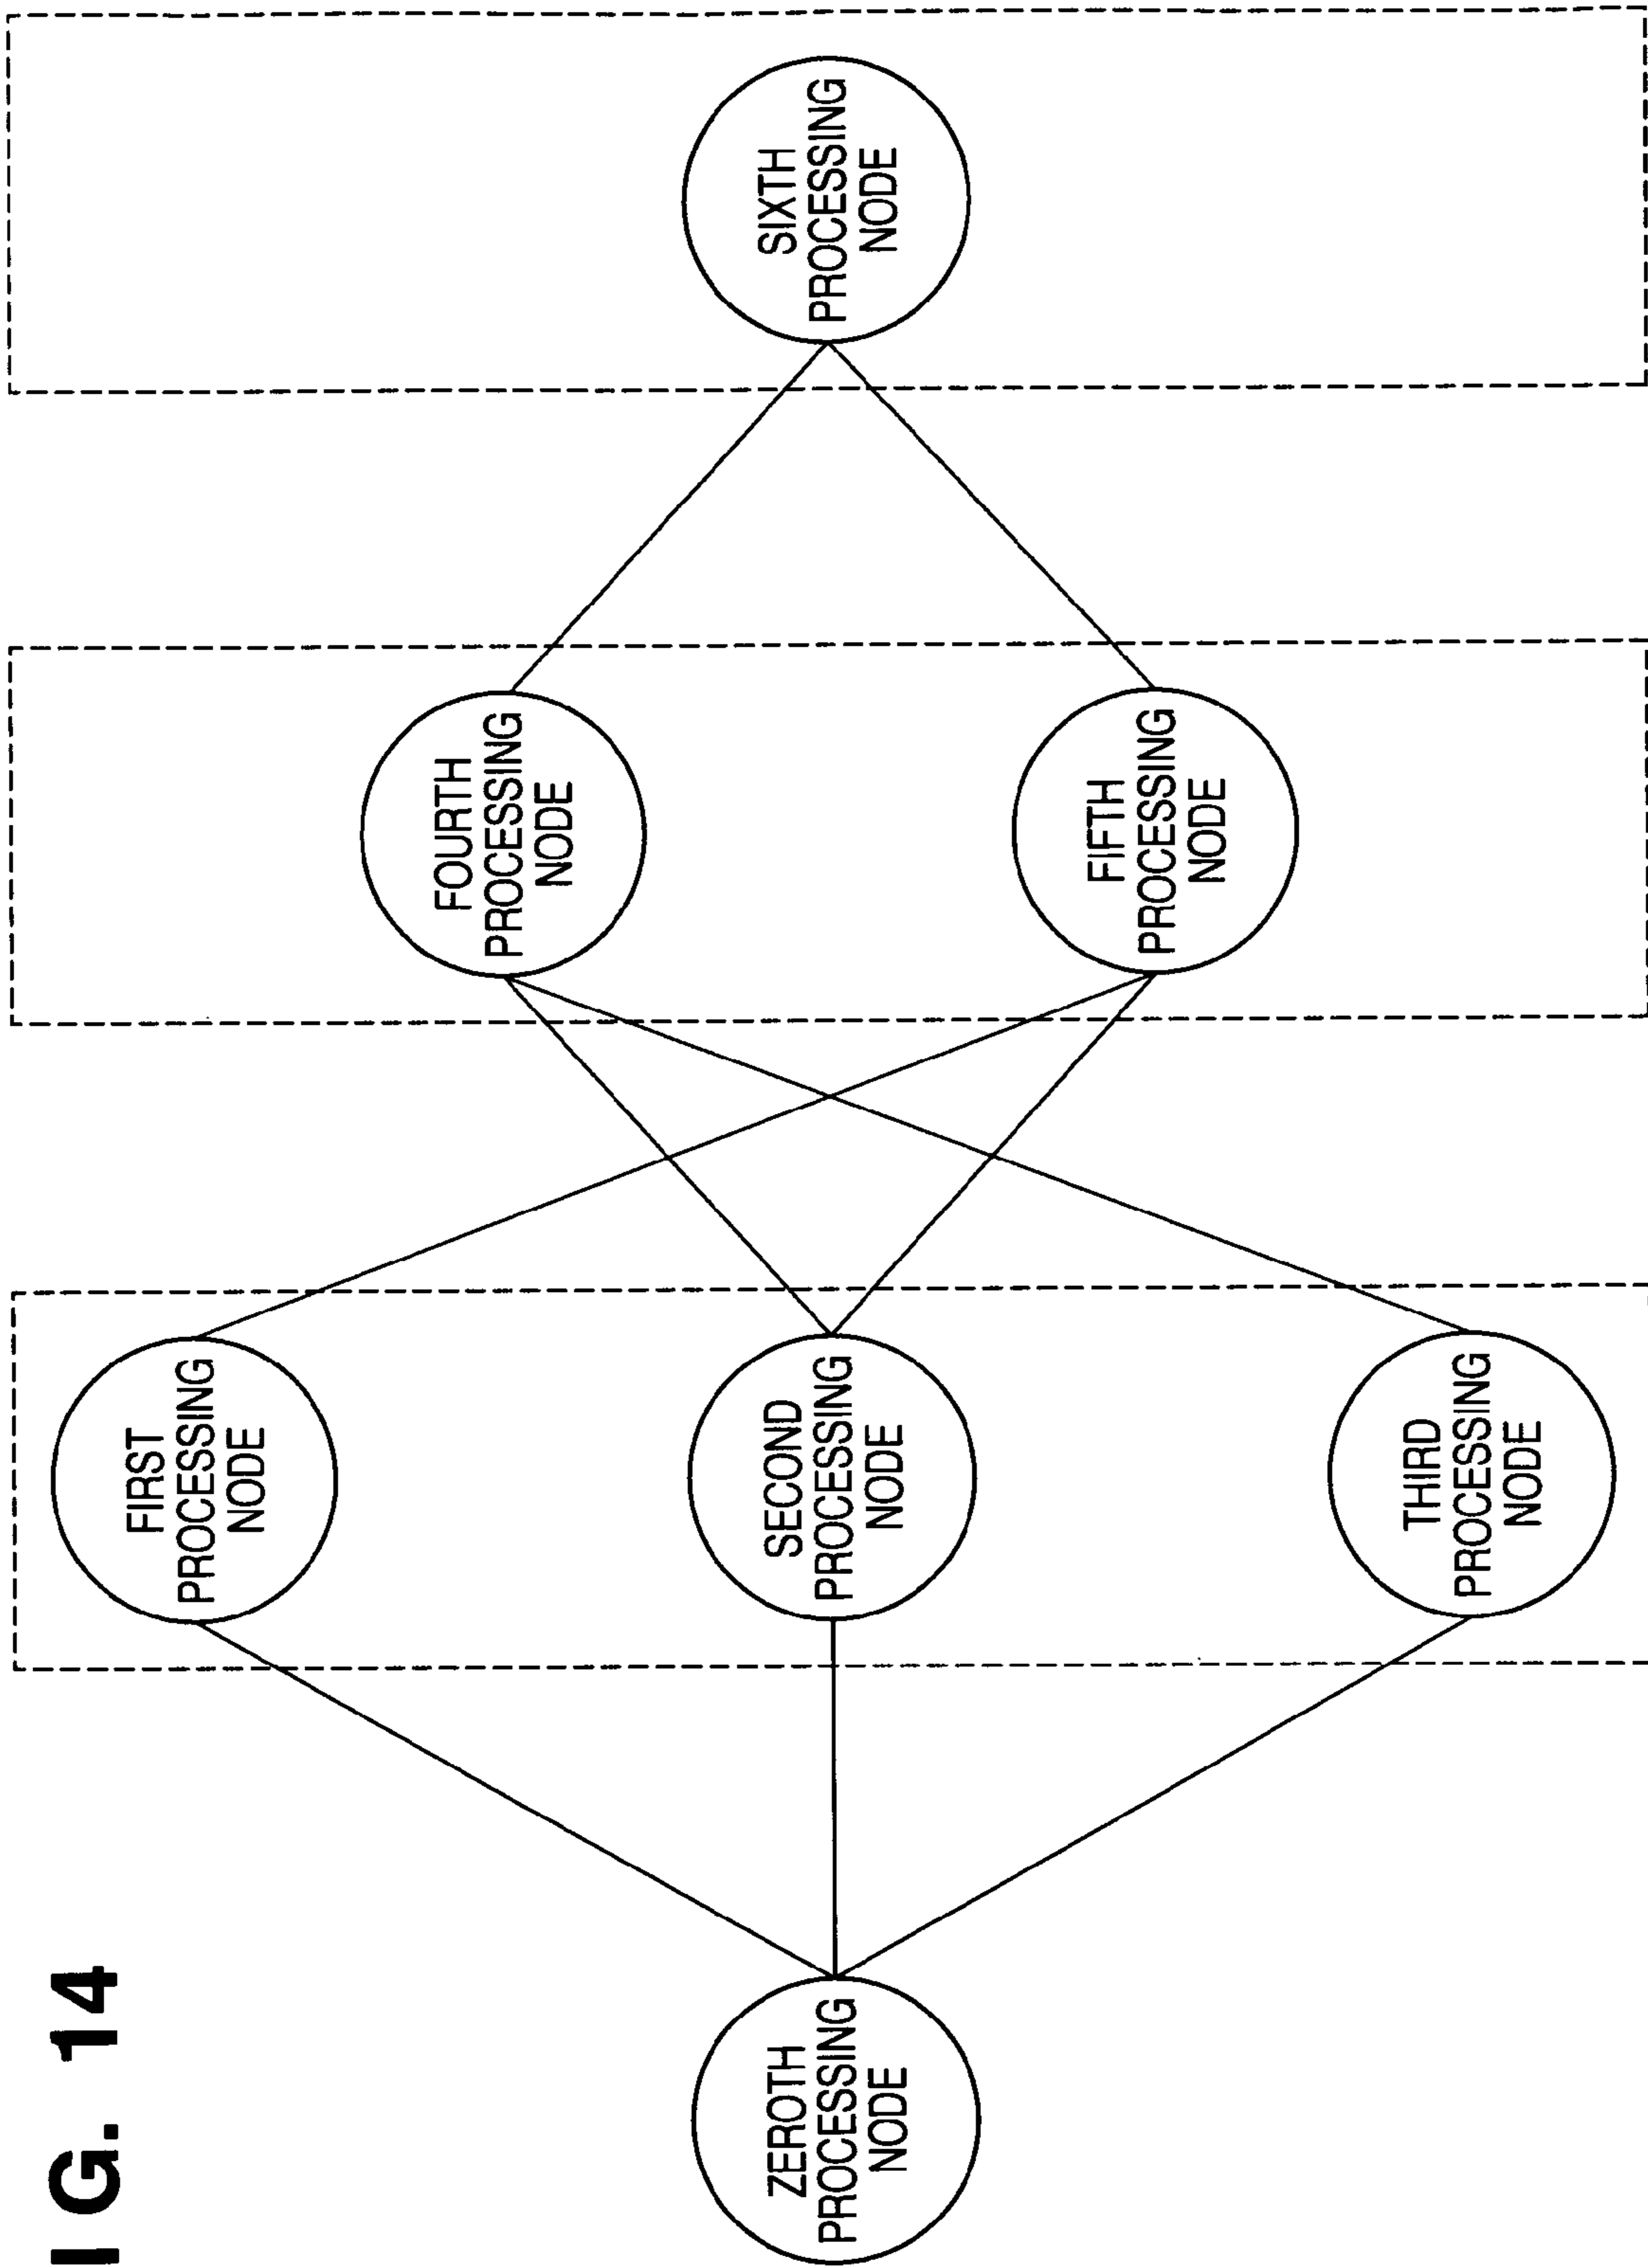 I G. 14
ZEROTH
PROCESSING
NODE
FIRST
PROCESSING
NODE
SECOND
PROCESSING
NODE
THIRD
PROCESSING
NODE
FOURTH
PROCESSING
NODE
FIFTH
PROCESSING
NODE
SIXTH
PROCESSING
NODE